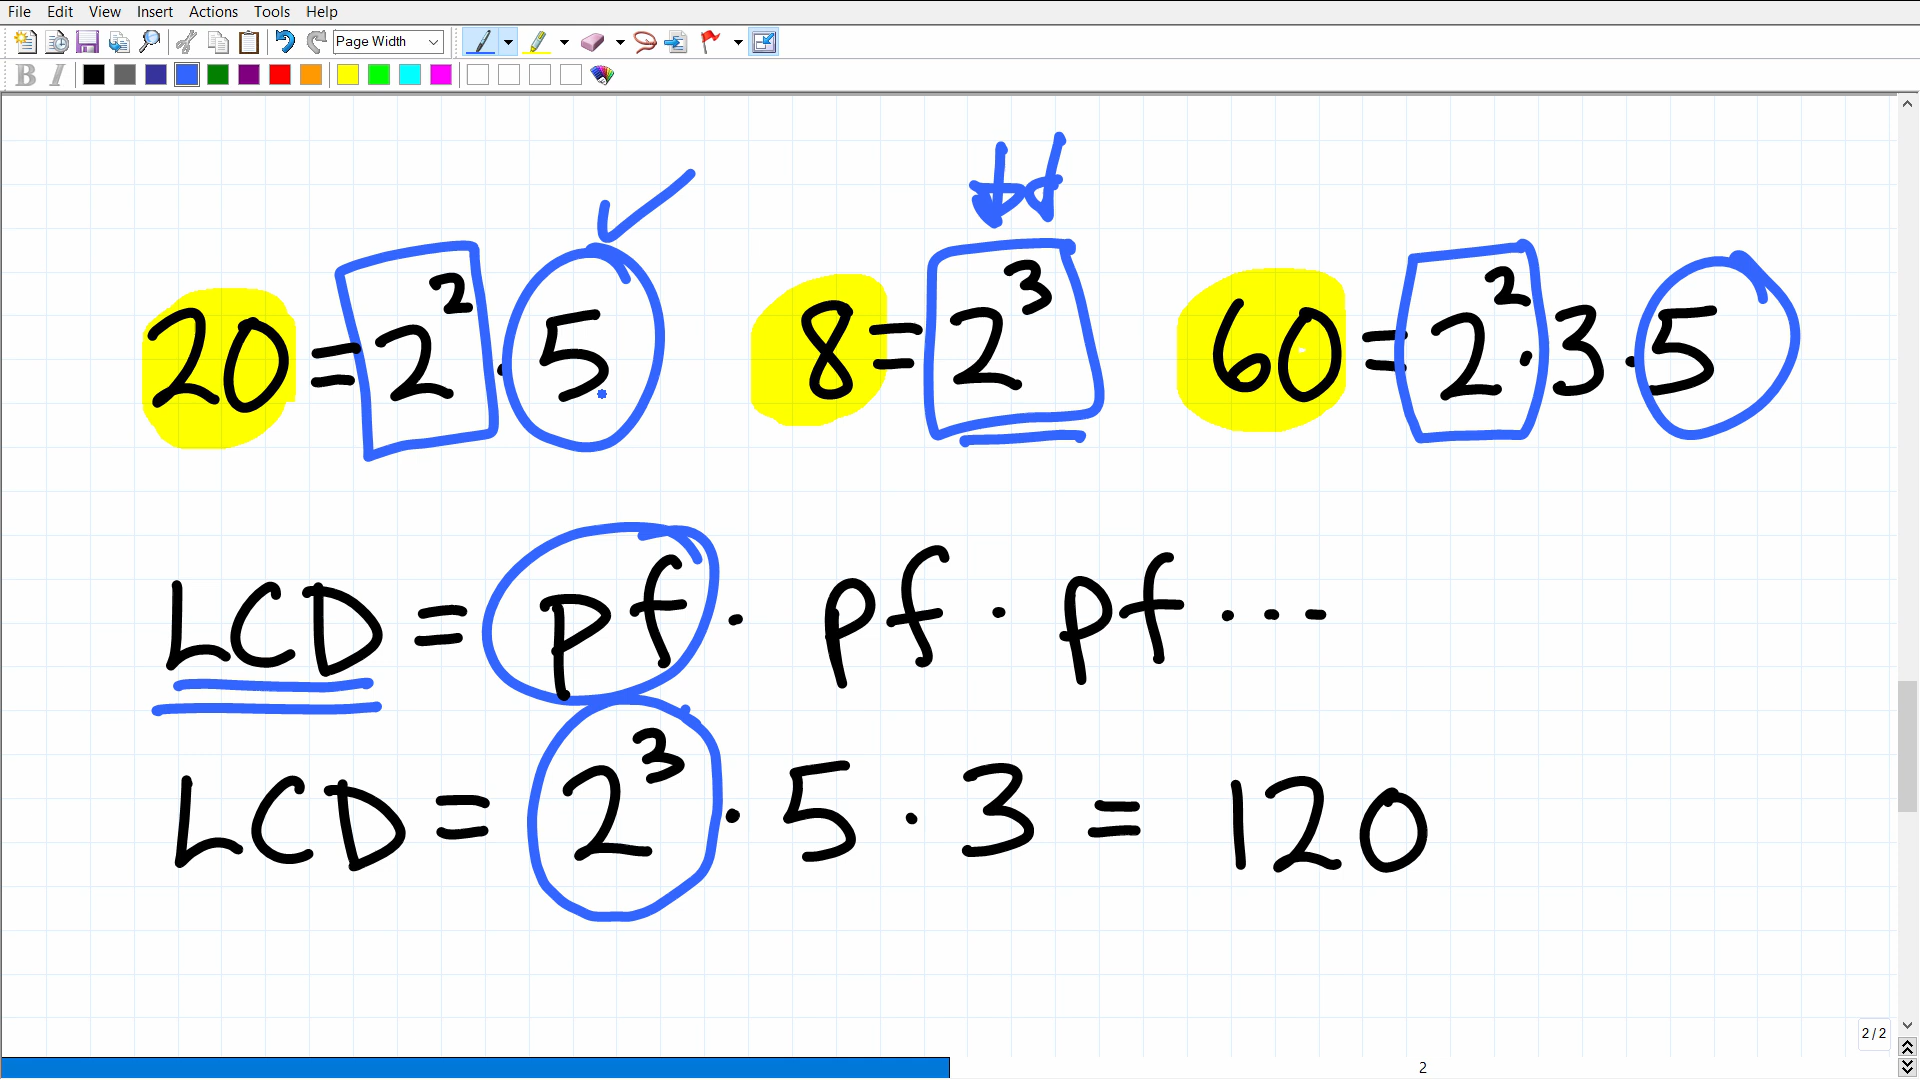 File Edit View Insert Actions Tools Help
Page Width
B I
20 = 2² · 5 8 = 2³ 60 = 2² · 3 · 5
LCD = pf · pf · pf · - -
LCD = 2³ · 5 · 3 = 120
2 / 2
2